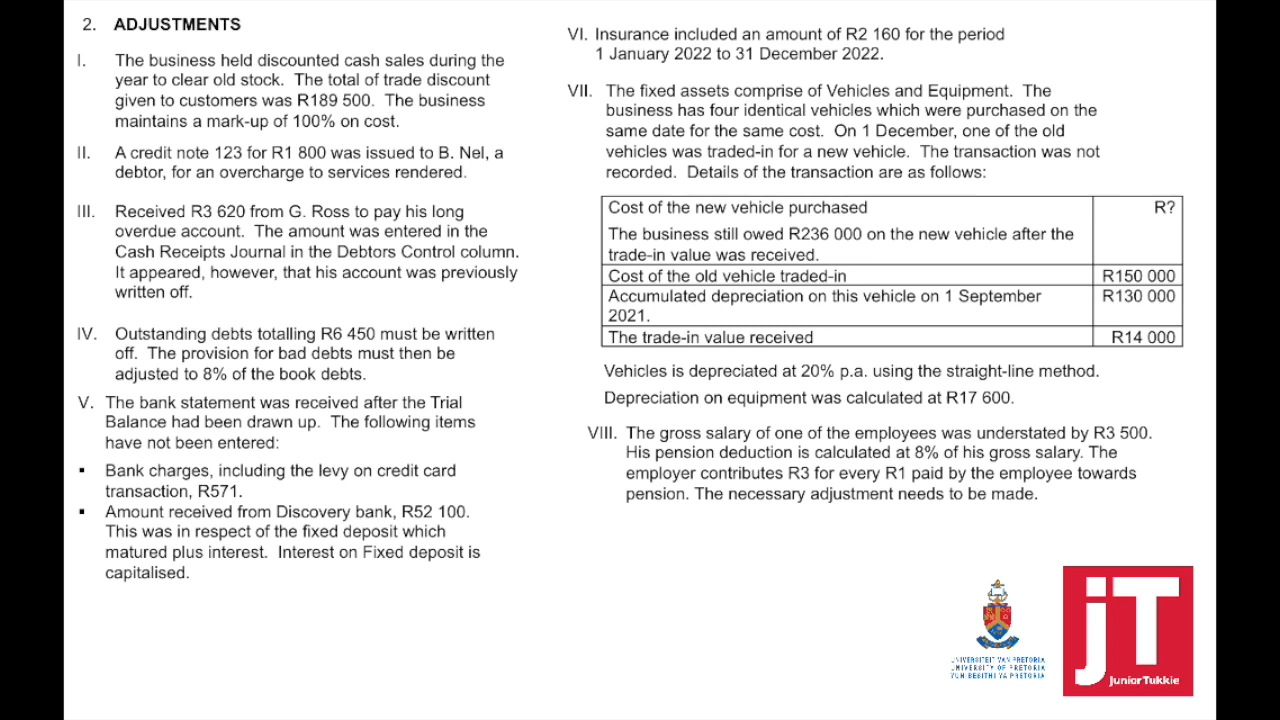 2. ADJUSTMENTS
I. The business held discounted cash sales during the
year to clear old stock. The total of trade discount
given to customers was R189 500. The business
maintains a mark-up of 100% on cost.
II. A credit note 123 for R1 800 was issued to B. Nel, a
debtor, for an overcharge to services rendered.
III. Received R3 620 from G. Ross to pay his long
overdue account. The amount was entered in the
Cash Receipts Journal in the Debtors Control column.
It appeared, however, that his account was previously
written off.
IV. Outstanding debts totalling R6 450 must be written
off. The provision for bad debts must then be
adjusted to 8% of the book debts.
V. The bank statement was received after the Trial
Balance had been drawn up. The following items
have not been entered:
▪ Bank charges, including the levy on credit card
transaction, R571.
▪ Amount received from Discovery bank, R52 100.
This was in respect of the fixed deposit which
matured plus interest. Interest on Fixed deposit is
capitalised.
VI. Insurance included an amount of R2 160 for the period
1 January 2022 to 31 December 2022.
VII. The fixed assets comprise of Vehicles and Equipment. The
business has four identical vehicles which were purchased on the
same date for the same cost. On 1 December, one of the old
vehicles was traded-in for a new vehicle. The transaction was not
recorded. Details of the transaction are as follows:
Cost of the new vehicle purchased R?
The business still owed R236 000 on the new vehicle after the
trade-in value was received.
Cost of the old vehicle traded-in R150 000
Accumulated depreciation on this vehicle on 1 September R130 000
2021.
The trade-in value received R14 000
Vehicles is depreciated at 20% p.a. using the straight-line method.
Depreciation on equipment was calculated at R17 600.
VIII. The gross salary of one of the employees was understated by R3 500.
His pension deduction is calculated at 8% of his gross salary. The
employer contributes R3 for every R1 paid by the employee towards
pension. The necessary adjustment needs to be made.
UNIVERSITEIT VAN PRETORIA
UNIVERSITY OF PRETORIA
YUNIBESITHI YA PRETORIA
jT
JuniorTukkie